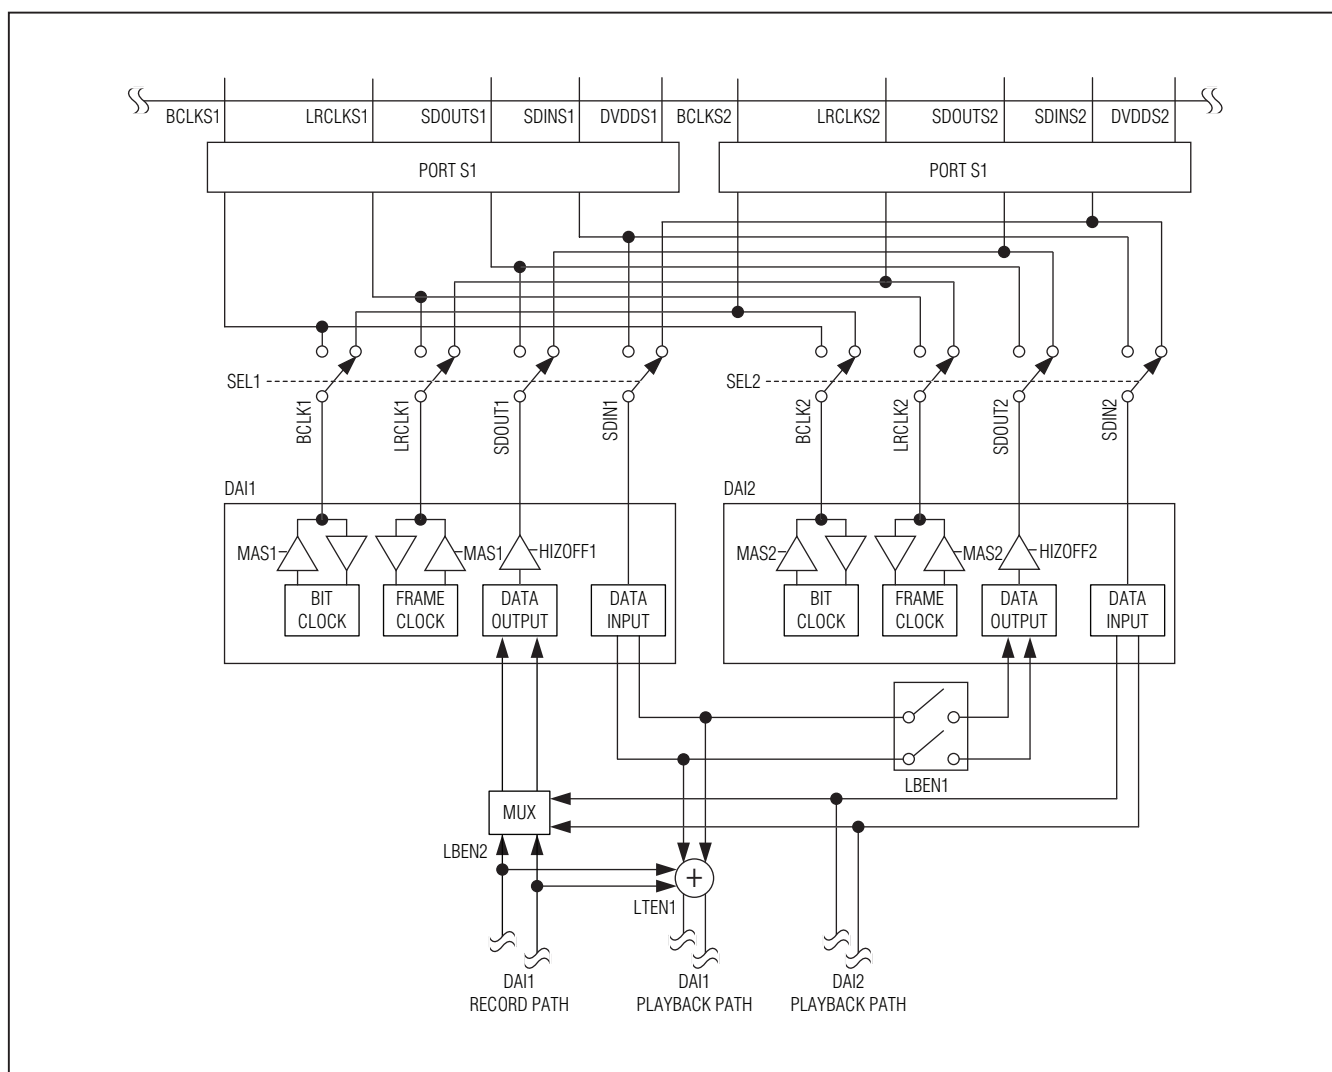 BCLKS1 LRCLKS1 SDOUTS1 SDINS1 DVDDS1 BCLKS2 LRCLKS2 SDOUTS2 SDINS2 DVDDS2
PORT S1 PORT S1
SEL1 SEL2
BCLK1 LRCLK1 SDOUT1 SDIN1 BCLK2 LRCLK2 SDOUT2 SDIN2
DAI1 DAI2
MAS1 MAS1 HIZOFF1 MAS2 MAS2 HIZOFF2
BIT FRAME DATA DATA BIT FRAME DATA DATA
CLOCK CLOCK OUTPUT INPUT CLOCK CLOCK OUTPUT INPUT
LBEN1
MUX
LBEN2
+
LTEN1
DAI1 DAI1 DAI2
RECORD PATH PLAYBACK PATH PLAYBACK PATH